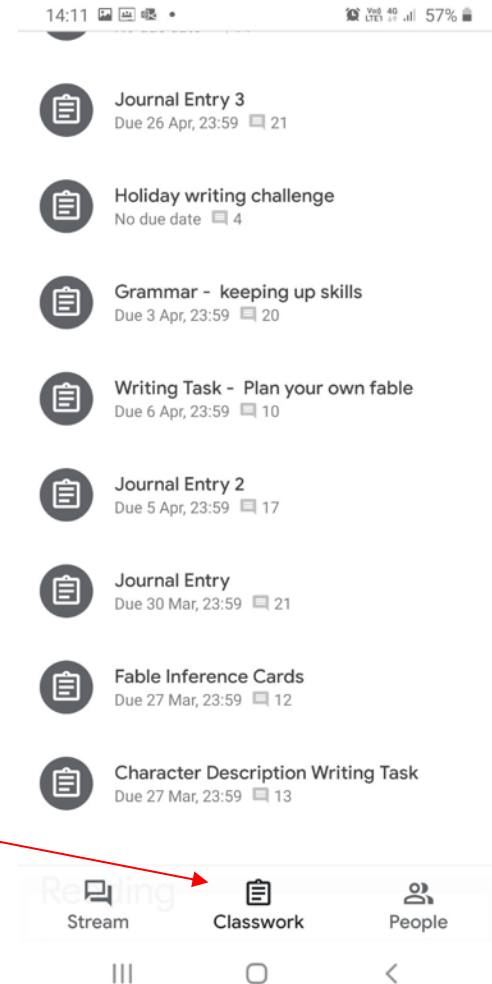 14:11 57%
Journal Entry 3
Due 26 Apr, 23:59 21
Holiday writing challenge
No due date 4
Grammar - keeping up skills
Due 3 Apr, 23:59 20
Writing Task - Plan your own fable
Due 6 Apr, 23:59 10
Journal Entry 2
Due 5 Apr, 23:59 17
Journal Entry
Due 30 Mar, 23:59 21
Fable Inference Cards
Due 27 Mar, 23:59 12
Character Description Writing Task
Due 27 Mar, 23:59 13
Reading
Stream Classwork People